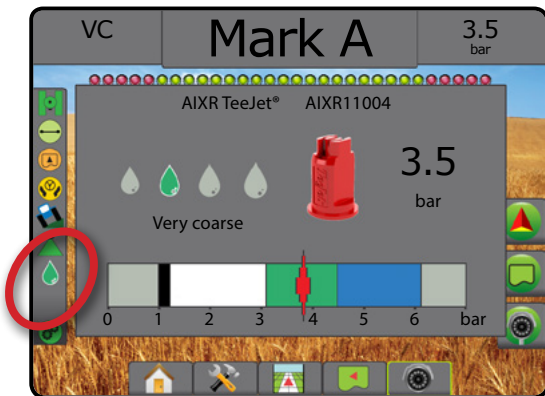 VC
Mark A
3.5
bar
AIXR TeeJet® AIXR11004
3.5
bar
Very coarse
0 1 2 3 4 5 6 bar